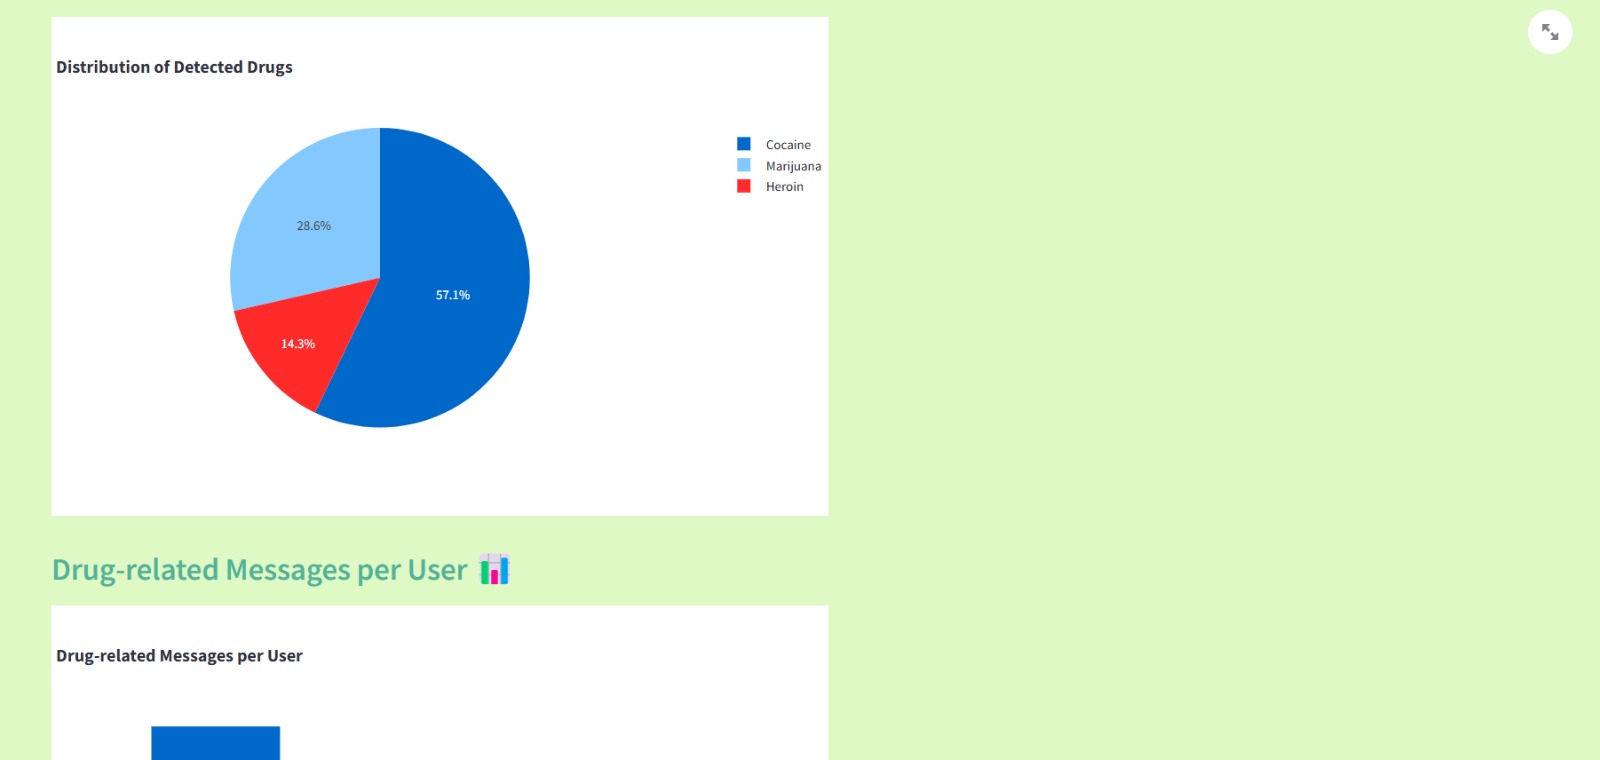 Distribution of Detected Drugs
Cocaine
Marijuana
Heroin
28.6%
57.1%
14.3%
Drug-related Messages per User
Drug-related Messages per User